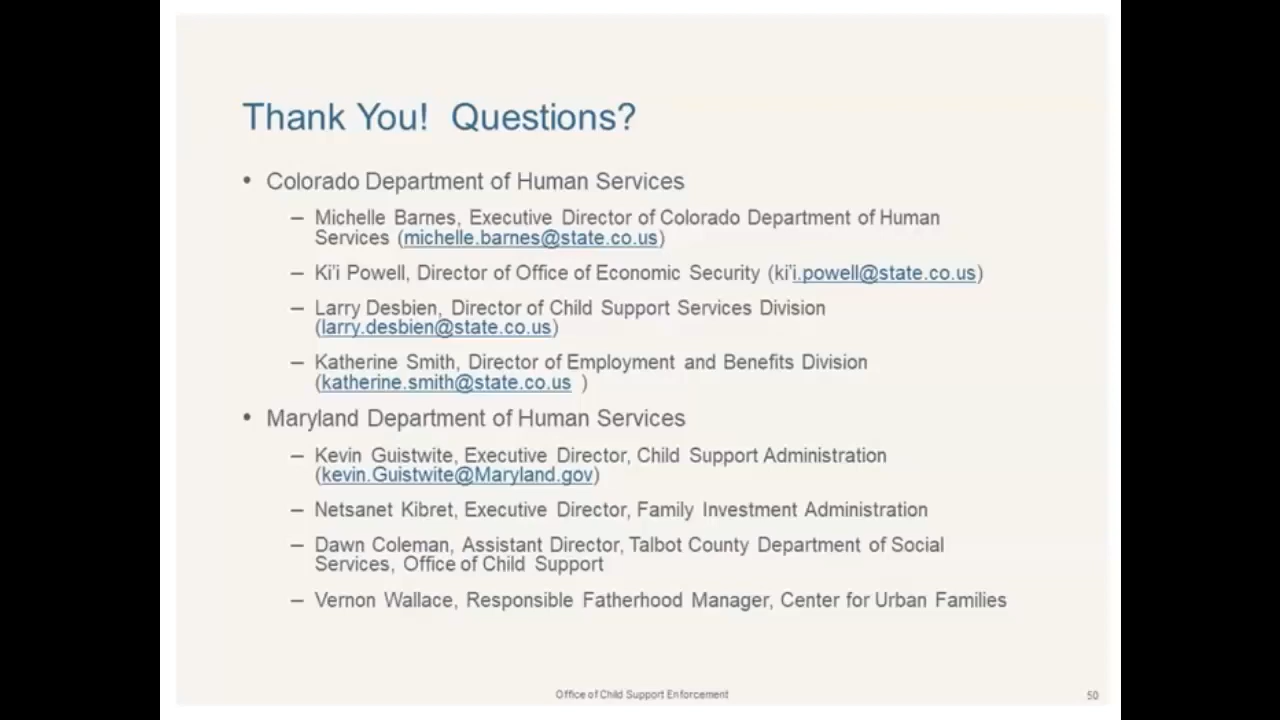 Thank You! Questions?
• Colorado Department of Human Services
– Michelle Barnes, Executive Director of Colorado Department of Human
Services (michelle.barnes@state.co.us)
– Ki'i Powell, Director of Office of Economic Security (ki'i.powell@state.co.us)
– Larry Desbien, Director of Child Support Services Division
(larry.desbien@state.co.us)
– Katherine Smith, Director of Employment and Benefits Division
(katherine.smith@state.co.us )
• Maryland Department of Human Services
– Kevin Guistwite, Executive Director, Child Support Administration
(kevin.Guistwite@Maryland.gov)
– Netsanet Kibret, Executive Director, Family Investment Administration
– Dawn Coleman, Assistant Director, Talbot County Department of Social
Services, Office of Child Support
– Vernon Wallace, Responsible Fatherhood Manager, Center for Urban Families
Office of Child Support Enforcement
50